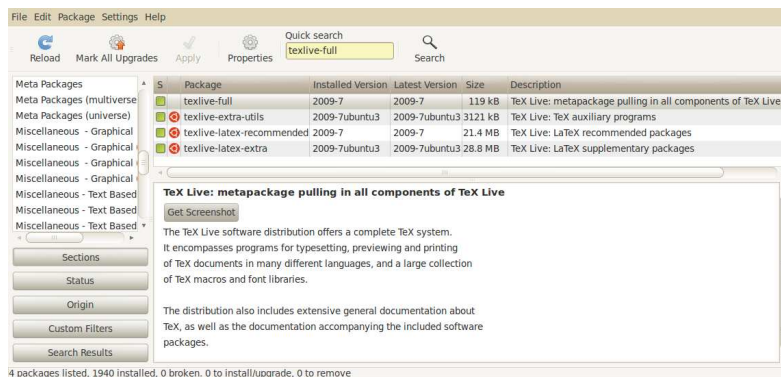 File Edit Package Settings Help
Quick search
texlive-full
Reload Mark All Upgrades Apply Properties Search
Meta Packages
Meta Packages (multiverse
Meta Packages (universe)
Miscellaneous - Graphical
Miscellaneous - Graphical
Miscellaneous - Graphical
Miscellaneous - Graphical
Miscellaneous - Text Based
Miscellaneous - Text Based
Miscellaneous - Text Based
Sections
Status
Origin
Custom Filters
Search Results
S Package Installed Version Latest Version Size Description
texlive-full 2009-7 2009-7 119 kB TeX Live: metapackage pulling in all components of TeX Live
texlive-extra-utils 2009-7ubuntu3 2009-7ubuntu3 3121 kB TeX Live: TeX auxiliary programs
texlive-latex-recommended 2009-7 2009-7 21.4 MB TeX Live: LaTeX recommended packages
texlive-latex-extra 2009-7ubuntu3 2009-7ubuntu3 28.8 MB TeX Live: LaTeX supplementary packages
TeX Live: metapackage pulling in all components of TeX Live
Get Screenshot
The TeX Live software distribution offers a complete TeX system.
It encompasses programs for typesetting, previewing and printing
of TeX documents in many different languages, and a large collection
of TeX macros and font libraries.
The distribution also includes extensive general documentation about
TeX, as well as the documentation accompanying the included software
packages.
4 packages listed, 1940 installed, 0 broken. 0 to install/upgrade, 0 to remove